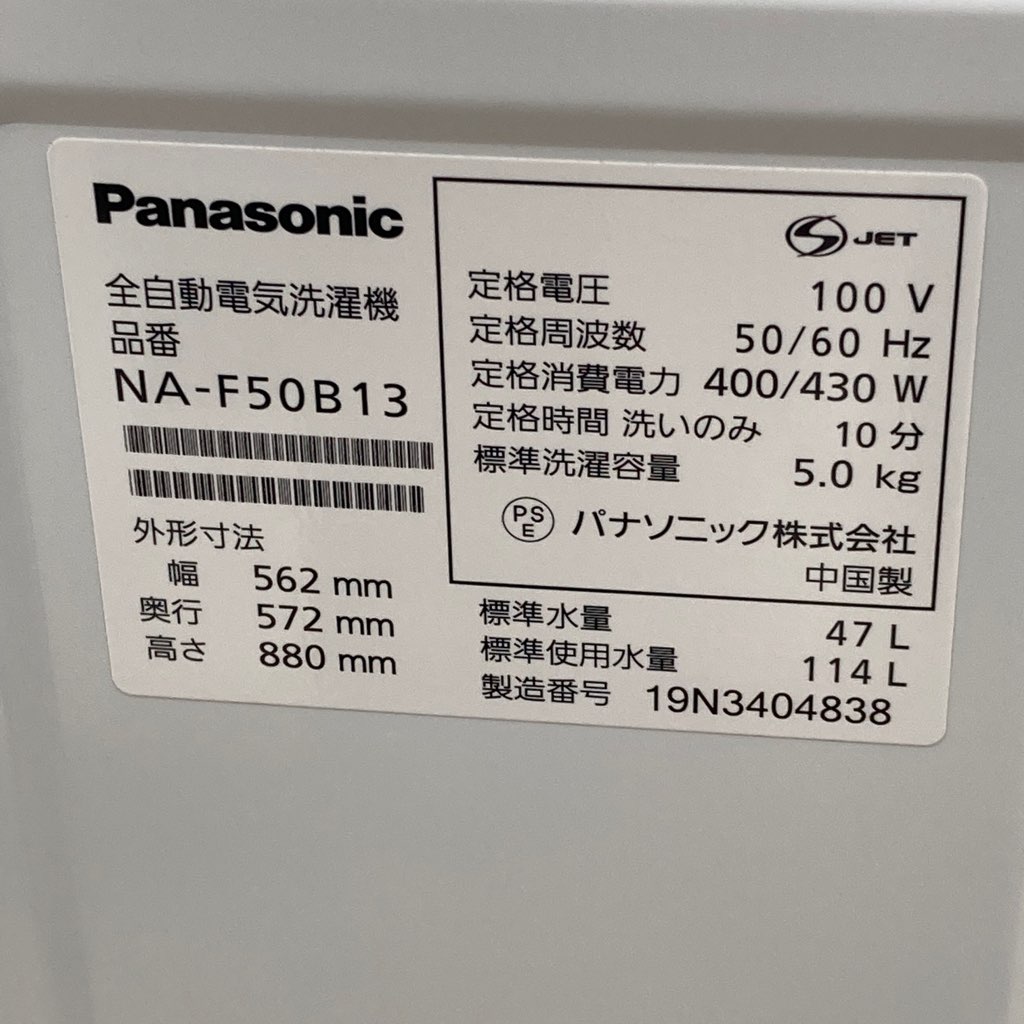 Panasonic
全自動電気洗濯機
品番
NA-F50B13
外形寸法
幅 562 mm
奥行 572 mm
高さ 880 mm
S JET
定格電圧 100 V
定格周波数 50/60 Hz
定格消費電力 400/430 W
定格時間 洗いのみ 10 分
標準洗濯容量 5.0 kg
PSE パナソニック株式会社
中国製
標準水量 47 L
標準使用水量 114 L
製造番号 19N3404838